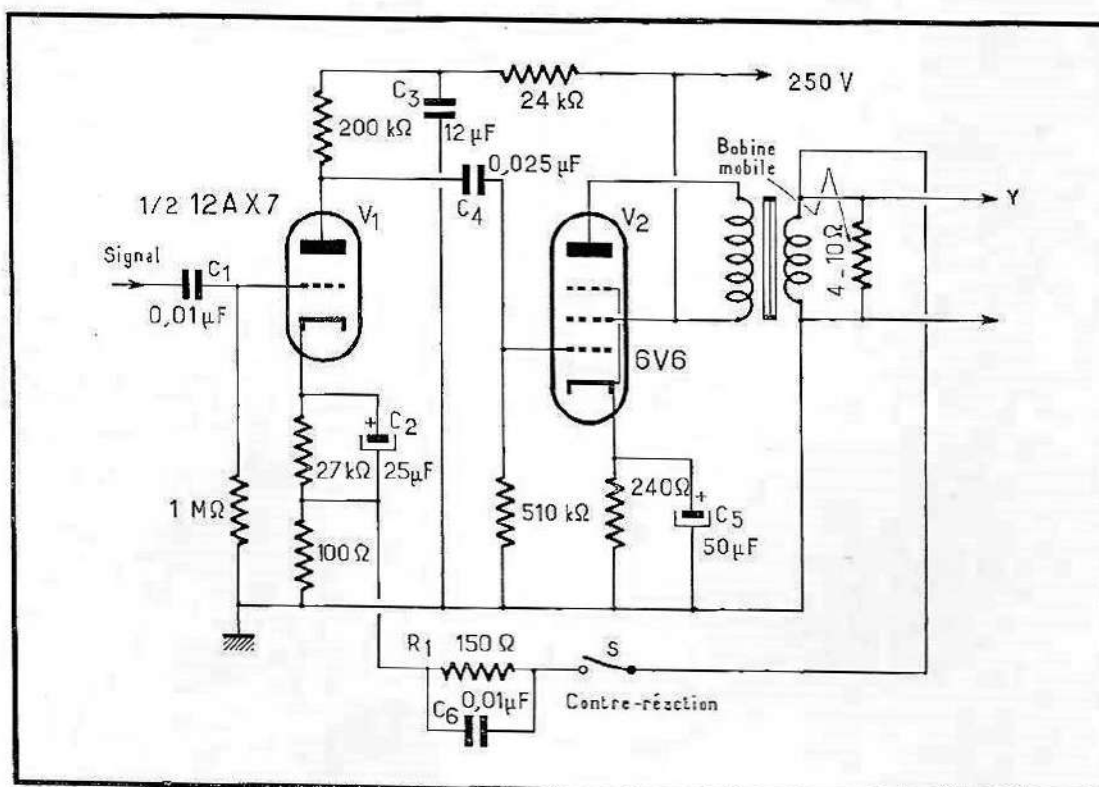 250 V
24 kΩ
C3
12 µF
200 kΩ
0,025 µF
C4
Bobine
mobile
1/2 12AX7
V1
V2
Y
Signal
C1
0,01 µF
4_10Ω
6V6
+
C2
27 kΩ
25µF
1 MΩ
100 Ω
510 kΩ
240Ω
+
C5
50µF
R1
150 Ω
S
0,01µF
C6
Contre-réaction